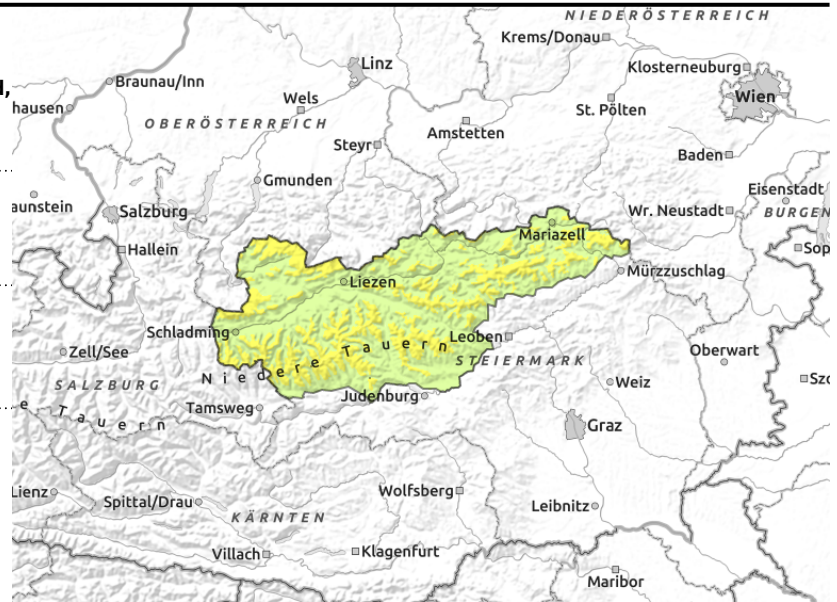 NIEDERÖSTERREICH
Krems/Donau
Linz
Klosterneuburg
Braunau/Inn
Wien
hausen
Wels
St. Pölten
OBERÖSTERREICH
Amstetten
Steyr
Baden
Gmunden
Eisenstadt
aunstein
Salzburg
Wr. Neustadt
BURGEN
Mariazell
Hallein
Sop
Mürzzuschlag
Liezen
Schladming
Leoben
Niedere Tauern
Zell/See
STEIERMARK
Oberwart
SALZBURG
Weiz
Szo
Judenburg
Tamsweg
e Tauern
Graz
Lienz
Spittal/Drau
Wolfsberg
Leibnitz
KÄRNTEN
Villach
Klagenfurt
Maribor